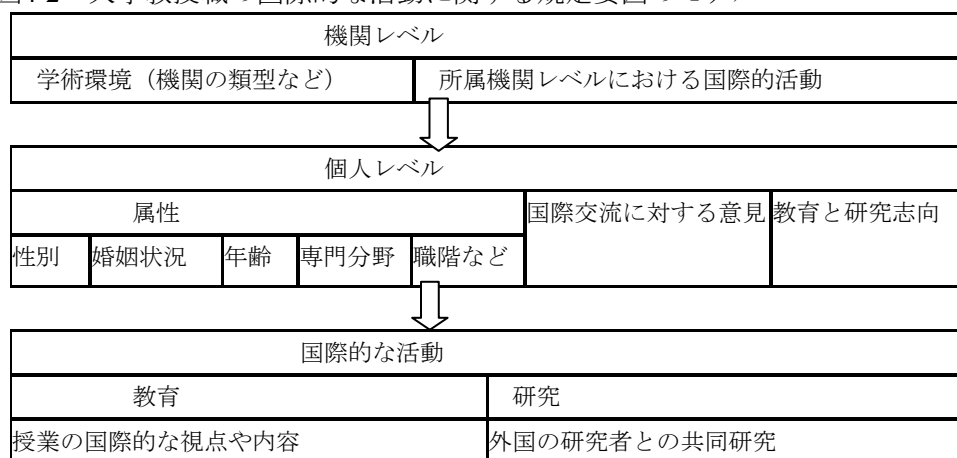 機関レベル
学術環境（機関の類型など） 所属機関レベルにおける国際的活動
個人レベル
属性 国際交流に対する意見 教育と研究志向
性別 婚姻状況 年齢 専門分野 職階など
国際的な活動
教育 研究
授業の国際的な視点や内容 外国の研究者との共同研究